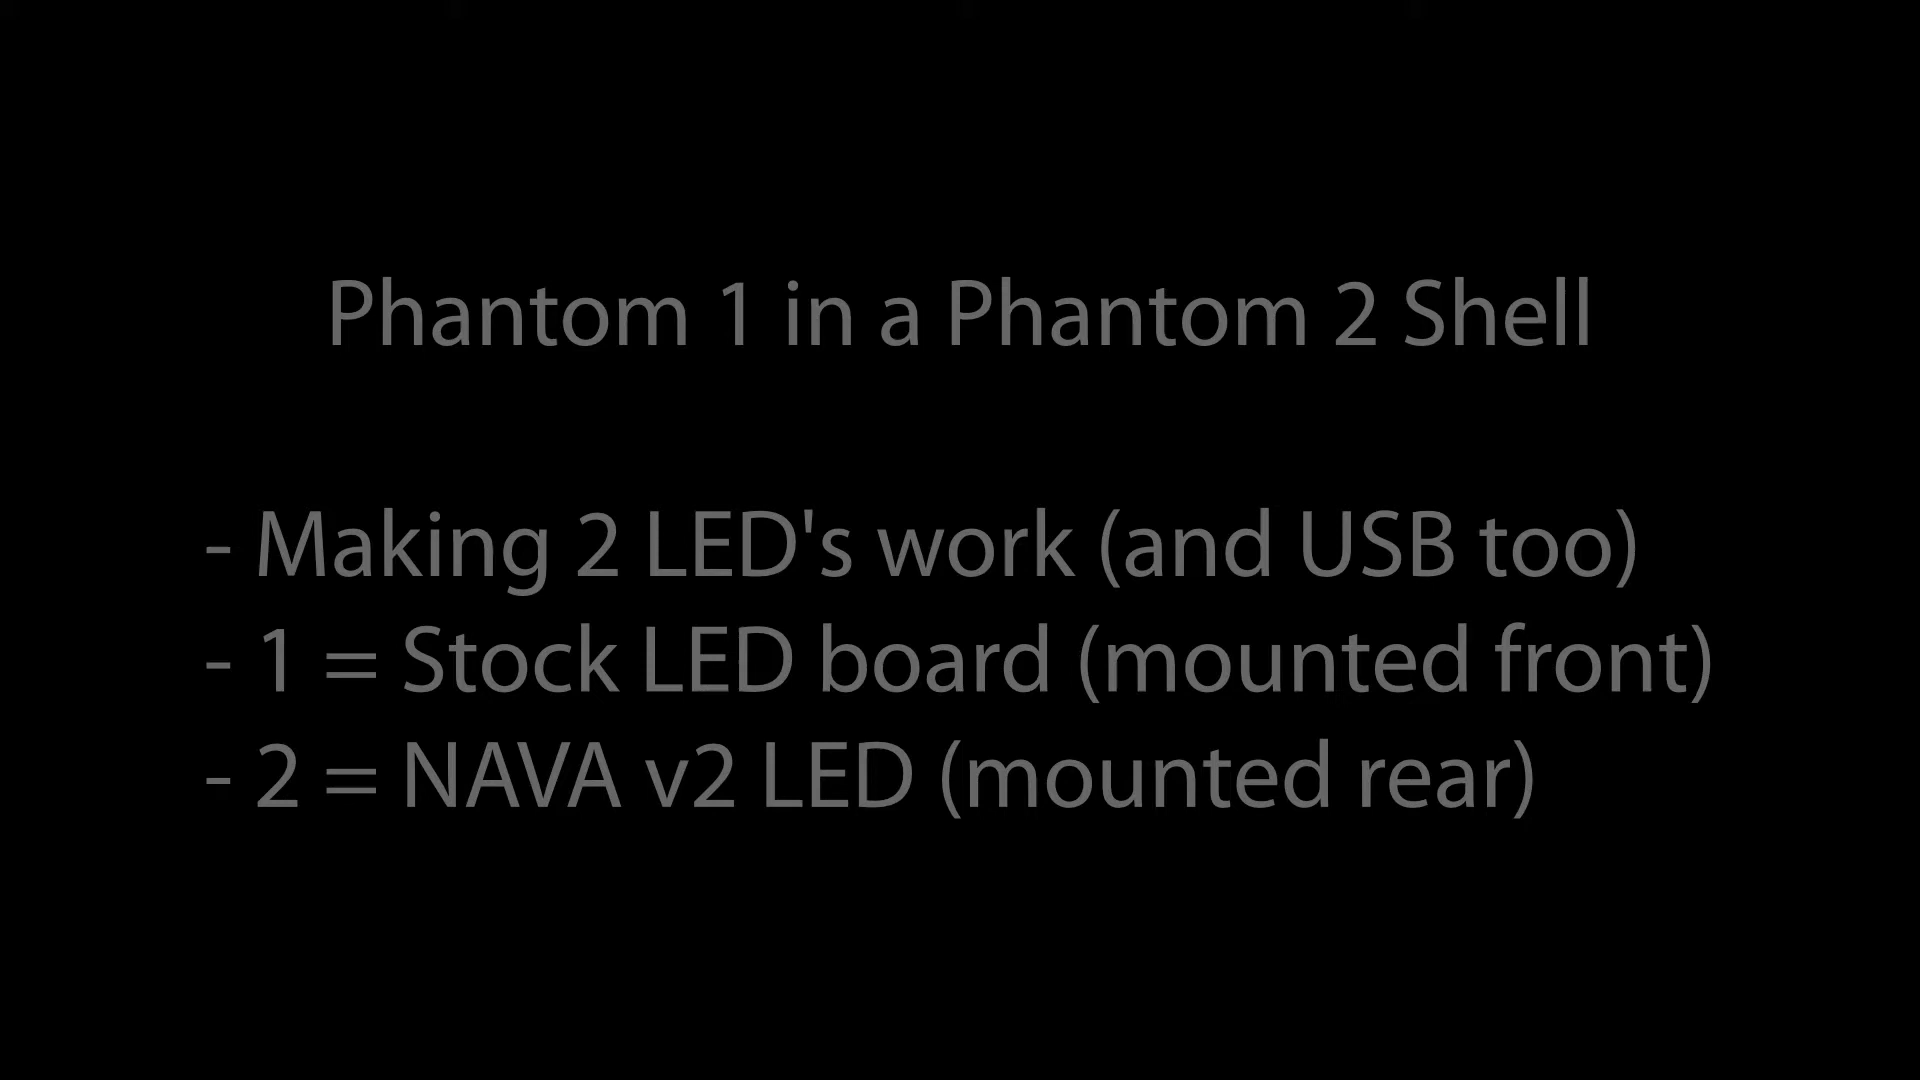 Phantom 1 in a Phantom 2 Shell
- Making 2 LED's work (and USB too)
- 1 = Stock LED board (mounted front)
- 2 = NAVA v2 LED (mounted rear)